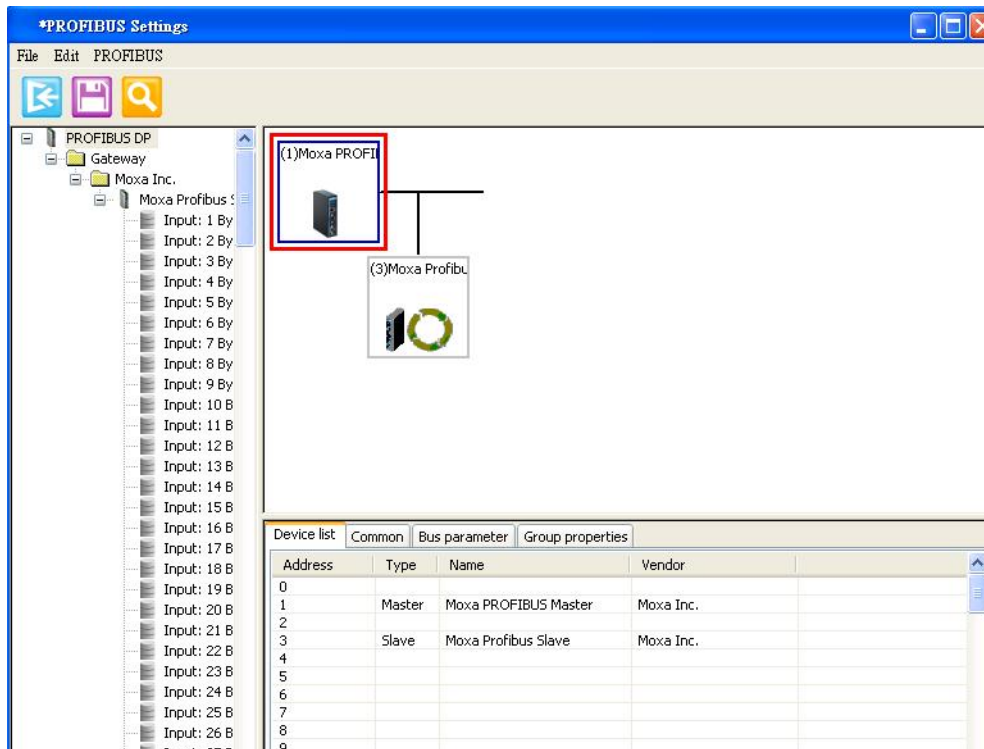 *PROFIBUS Settings
File Edit PROFIBUS
PROFIBUS DP
Gateway
Moxa Inc.
Moxa Profibus S
Input: 1 By
Input: 2 By
Input: 3 By
Input: 4 By
Input: 5 By
Input: 6 By
Input: 7 By
Input: 8 By
Input: 9 By
Input: 10 B
Input: 11 B
Input: 12 B
Input: 13 B
Input: 14 B
Input: 15 B
Input: 16 B
Input: 17 B
Input: 18 B
Input: 19 B
Input: 20 B
Input: 21 B
Input: 22 B
Input: 23 B
Input: 24 B
Input: 25 B
Input: 26 B
(1)Moxa PROFI
(3)Moxa Profibu
Device list Common Bus parameter Group properties
Address Type Name Vendor
0
1 Master Moxa PROFIBUS Master Moxa Inc.
2
3 Slave Moxa Profibus Slave Moxa Inc.
4
5
6
7
8
9